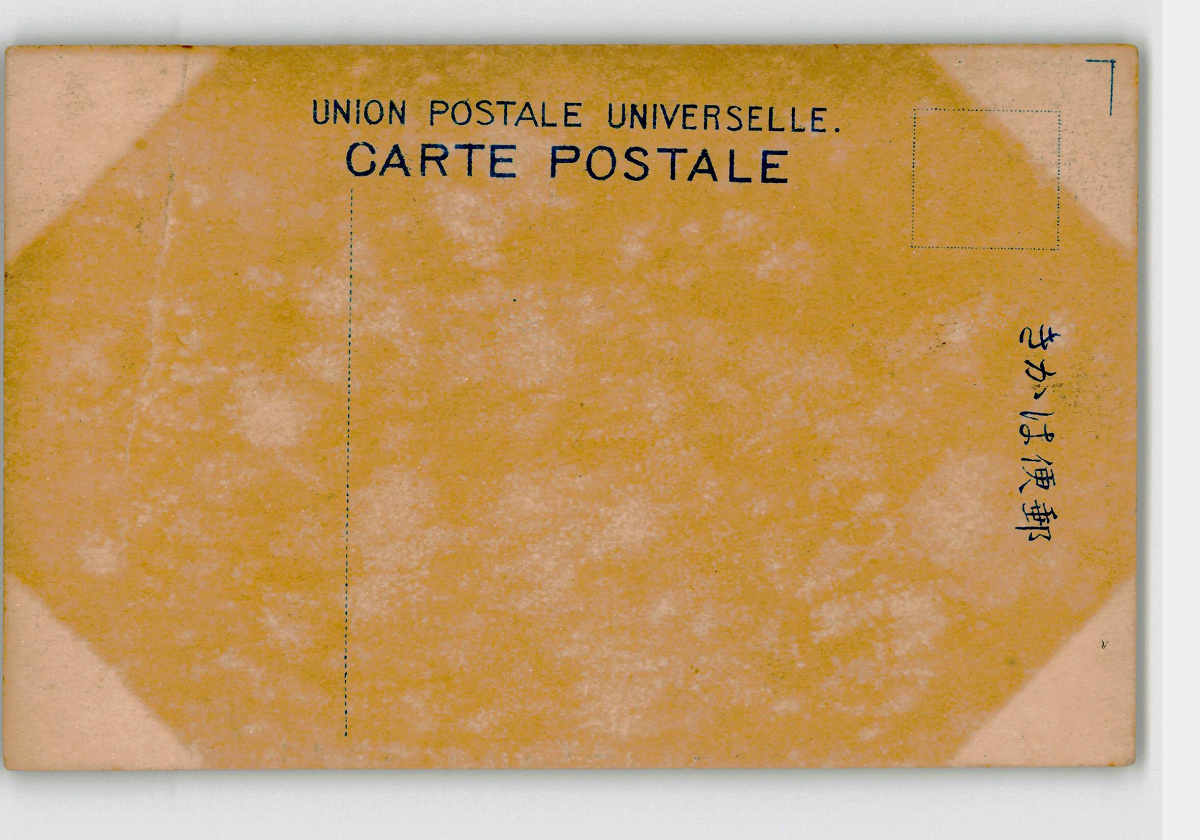 UNION POSTALE UNIVERSELLE.
CARTE POSTALE
郵便はかき